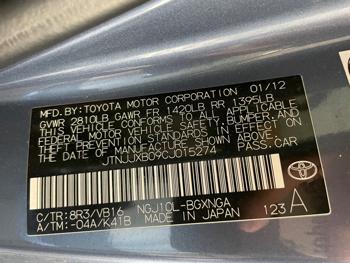 MFD. BY: TOYOTA MOTOR CORPORATION 01/12
GVWR 2810LB GAWR FR 1420LB RR 1395LB
THIS VEHICLE CONFORMS TO ALL APPLICABLE
FEDERAL MOTOR VEHICLE SAFETY, BUMPER, AND
THEFT PREVENTION STANDARDS IN EFFECT ON
THE DATE OF MANUFACTURE SHOWN ABOVE.
JTNJJXB09CJ015274 PASS. CAR
C/TR: 8R3/VB16 NGJ10L-BGXNGA
A/TM: -04A/K41B MADE IN JAPAN 123 A
TOYOTA